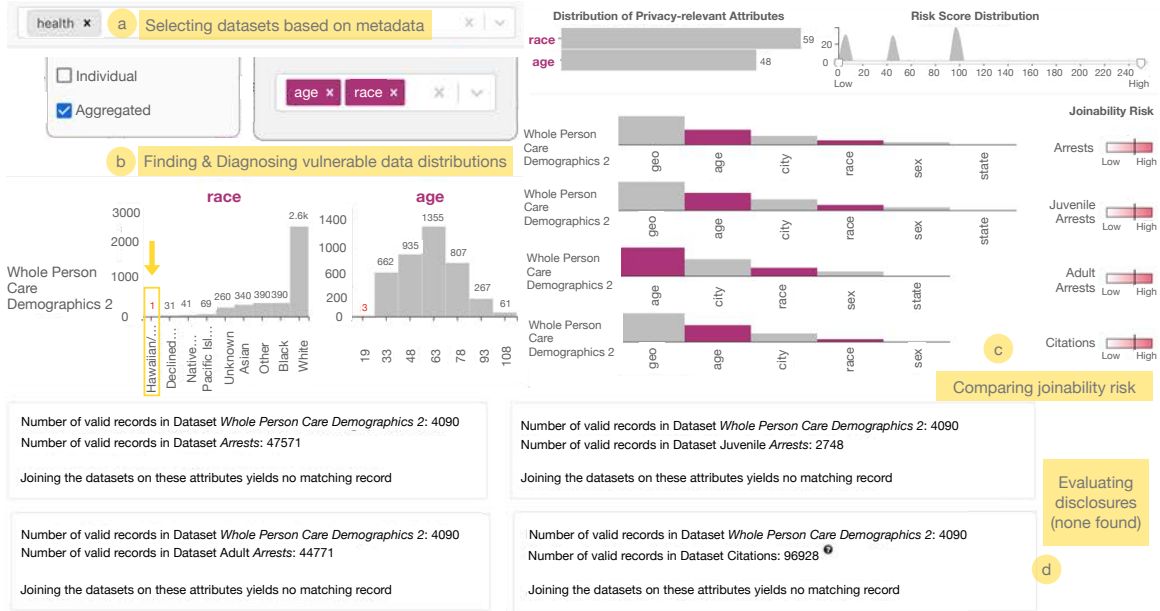 health ×
a
Selecting datasets based on metadata
Individual
Aggregated
age ×
race ×
b
Finding & Diagnosing vulnerable data distributions
race
3000
2000
1000
0
1
31
41
69
260
340
390
390
2.6k
Hawaiian/...
Declined...
Native...
Pacific Isl...
Unknown
Asian
Other
Black
White
Whole Person
Care
Demographics 2
age
1400
1000
600
200
0
3
662
935
1355
807
267
61
19
33
48
63
78
93
108
Distribution of Privacy-relevant Attributes
race
59
age
48
Risk Score Distribution
20
0
0 20 40 60 80 100 120 140 160 180 200 220 240
Low
High
Joinability Risk
Whole Person
Care
Demographics 2
geo
age
city
race
sex
state
Arrests
Low High
Whole Person
Care
Demographics 2
geo
age
city
race
sex
state
Juvenile
Arrests
Low High
Whole Person
Care
Demographics 2
age
city
race
sex
state
Adult
Arrests
Low High
Whole Person
Care
Demographics 2
geo
age
city
race
sex
Citations
Low High
c
Comparing joinability risk
Number of valid records in Dataset Whole Person Care Demographics 2: 4090
Number of valid records in Dataset Arrests: 47571
Joining the datasets on these attributes yields no matching record
Number of valid records in Dataset Whole Person Care Demographics 2: 4090
Number of valid records in Dataset Juvenile Arrests: 2748
Joining the datasets on these attributes yields no matching record
Number of valid records in Dataset Whole Person Care Demographics 2: 4090
Number of valid records in Dataset Adult Arrests: 44771
Joining the datasets on these attributes yields no matching record
Number of valid records in Dataset Whole Person Care Demographics 2: 4090
Number of valid records in Dataset Citations: 96928 ?
Joining the datasets on these attributes yields no matching record
Evaluating
disclosures
(none found)
d